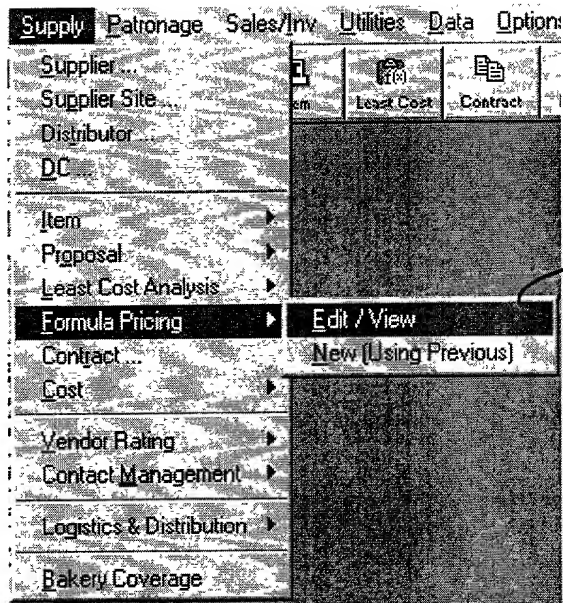 Supply Patronage Sales/Inv Utilities Data Options
Supplier ...
Supplier Site ...
Distributor ...
DC ...
Least Cost
Contract
Item
Proposal
Least Cost Analysis
Formula Pricing
Edit / View
Contract ...
New (Using Previous)
Cost
Vendor Rating
Contact Management
Logistics & Distribution
Bakery Coverage